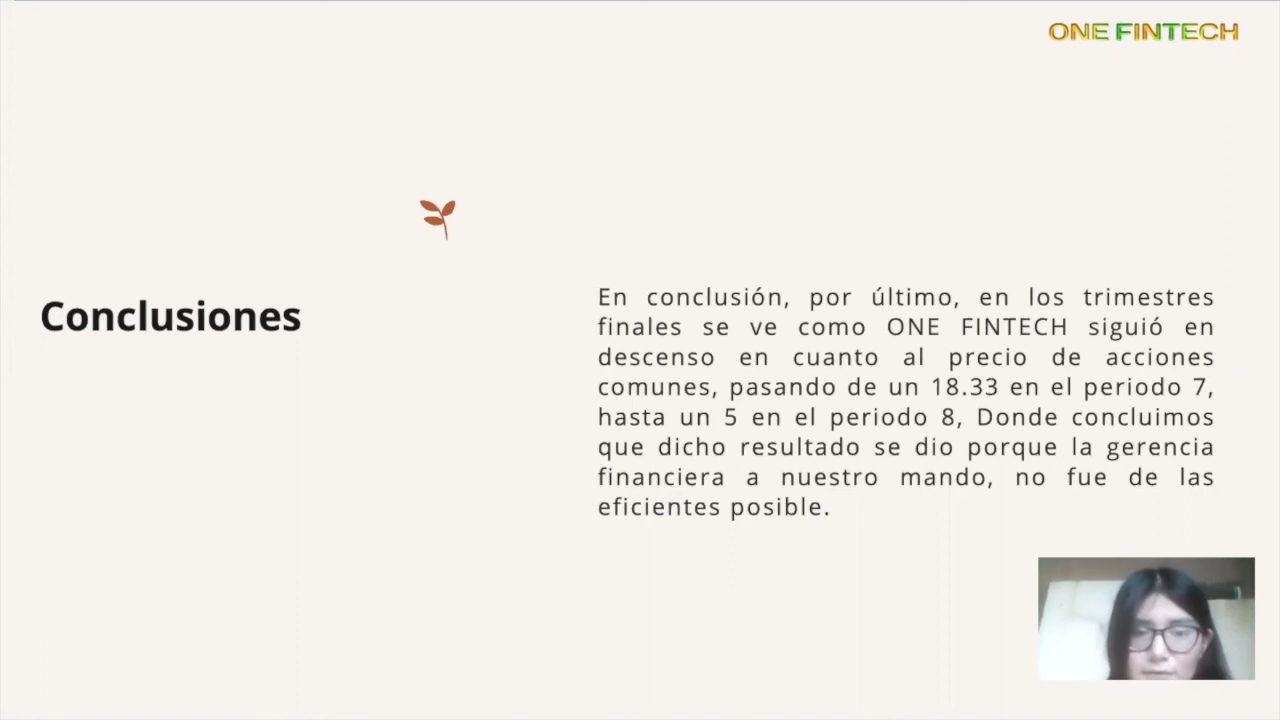 ONE FINTECH
Conclusiones
En conclusión, por último, en los trimestres
finales se ve como ONE FINTECH siguió en
descenso en cuanto al precio de acciones
comunes, pasando de un 18.33 en el periodo 7,
hasta un 5 en el periodo 8, Donde concluimos
que dicho resultado se dio porque la gerencia
financiera a nuestro mando, no fue de las
eficientes posible.